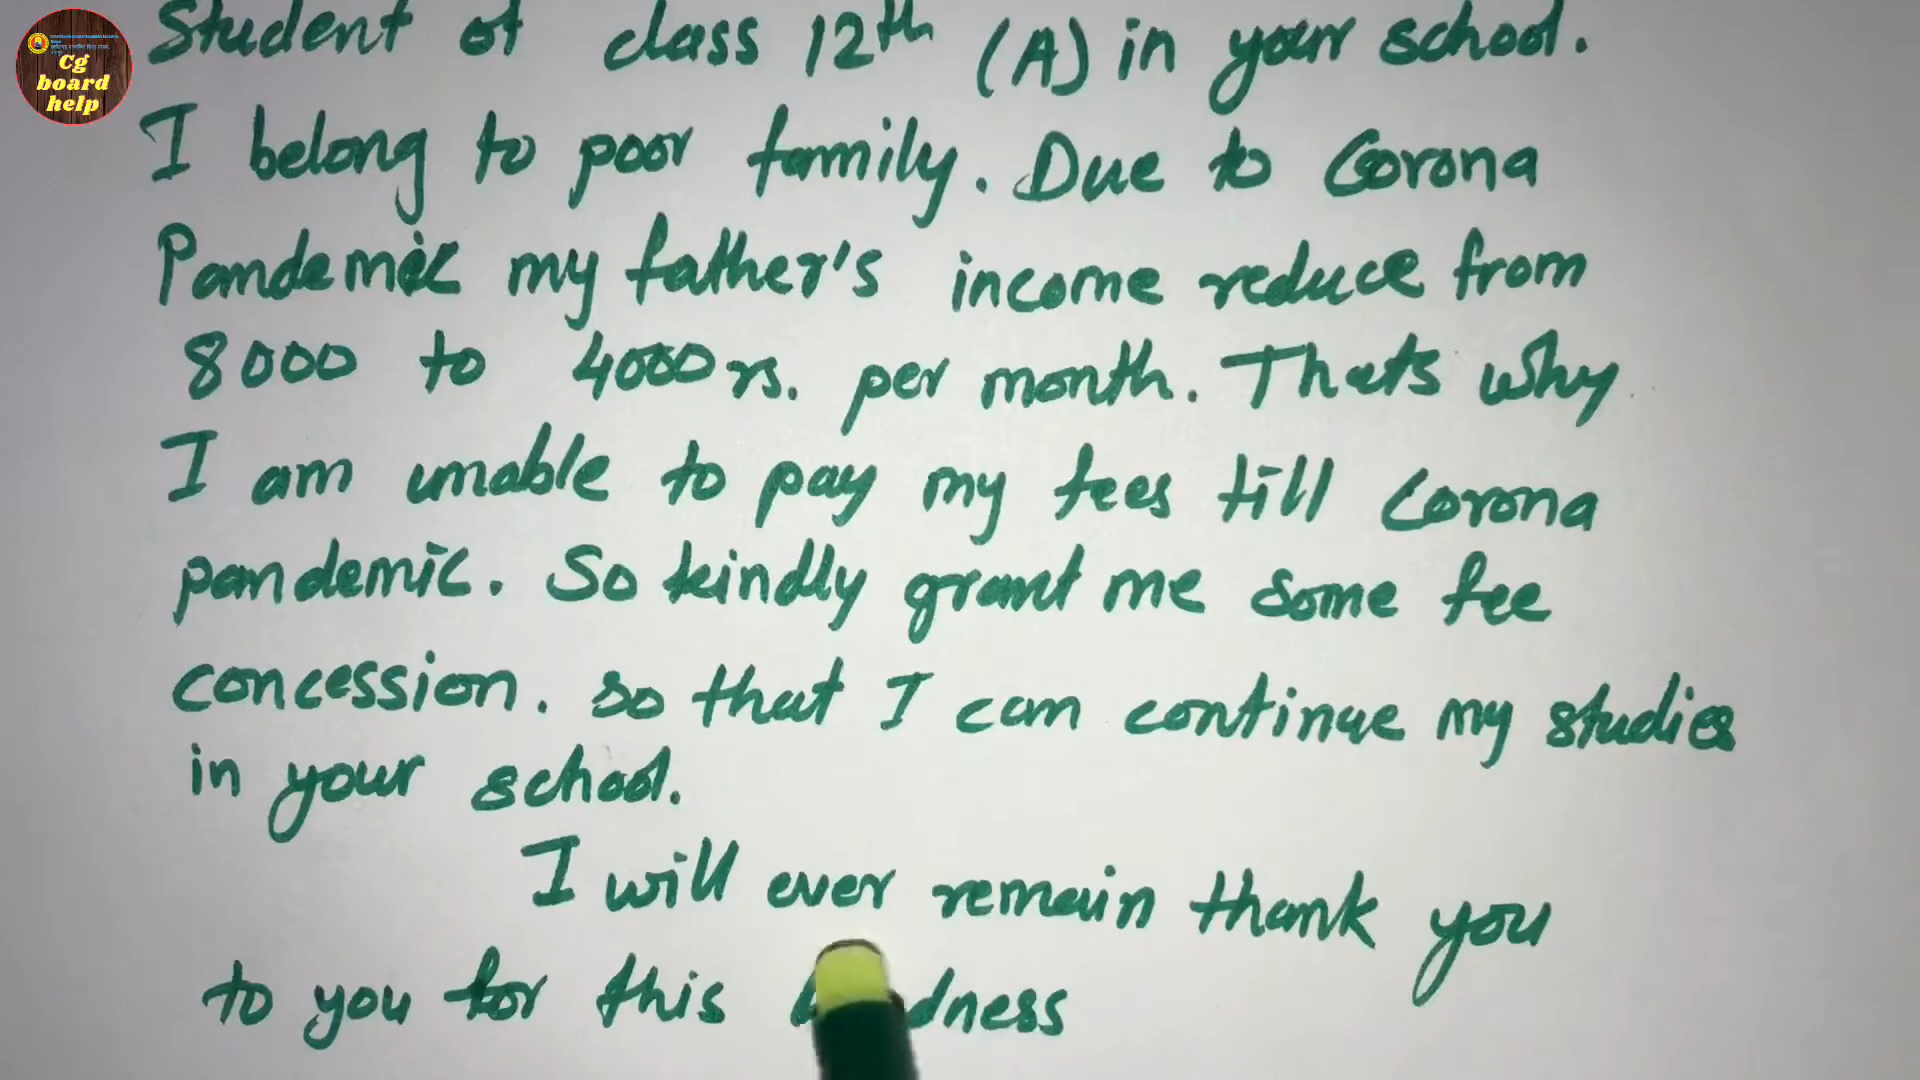 Cg
board
help
Student of class 12th (A) in your school.
I belong to poor family. Due to Corona
Pandemic my father's income reduce from
8000 to 4000 rs. per month. Thats why
I am unable to pay my fees till Corona
pandemic. So kindly grant me some fee
concession. so that I can continue my studies
in your school.
I will ever remain thank you
to you for this